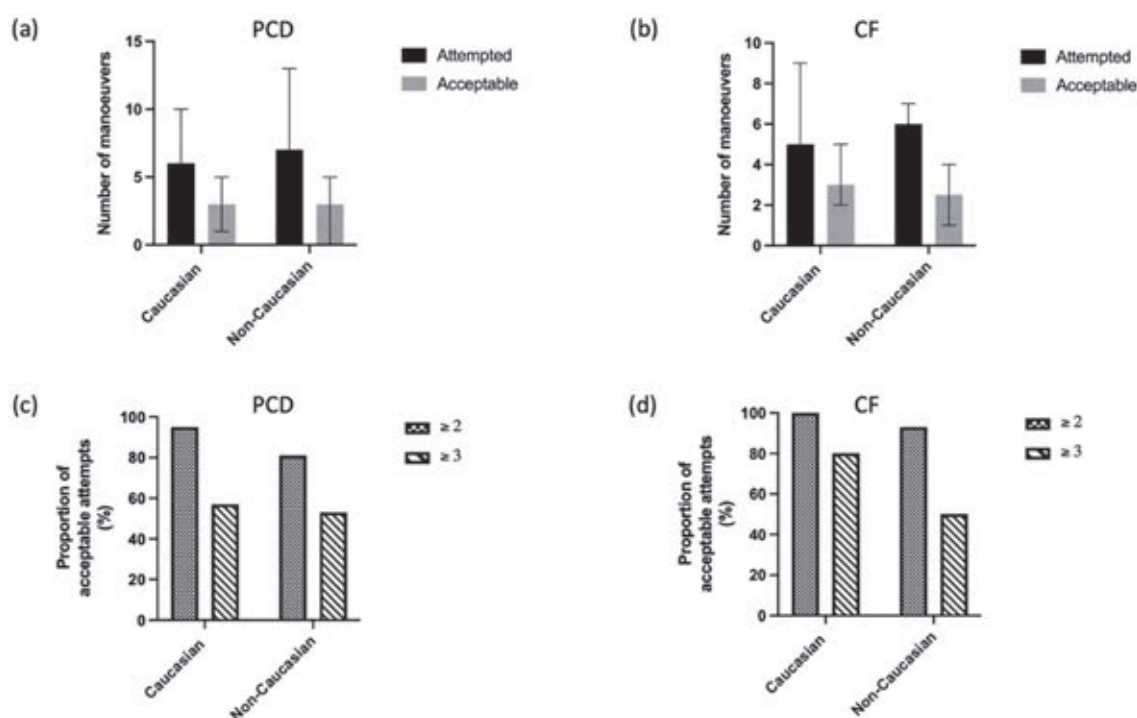 (a)
PCD
Number of manoeuvers
15
10
5
0
Caucasian
Non-Caucasian
Attempted
Acceptable
(b)
CF
Number of manoeuvers
10
8
6
4
2
0
Caucasian
Non-Caucasian
Attempted
Acceptable
(c)
PCD
Proportion of
acceptable attempts
(%)
100
80
60
40
20
0
Caucasian
Non-Caucasian
≥ 2
≥ 3
(d)
CF
Proportion of
acceptable attempts
(%)
100
80
60
40
20
0
Caucasian
Non-Caucasian
≥ 2
≥ 3